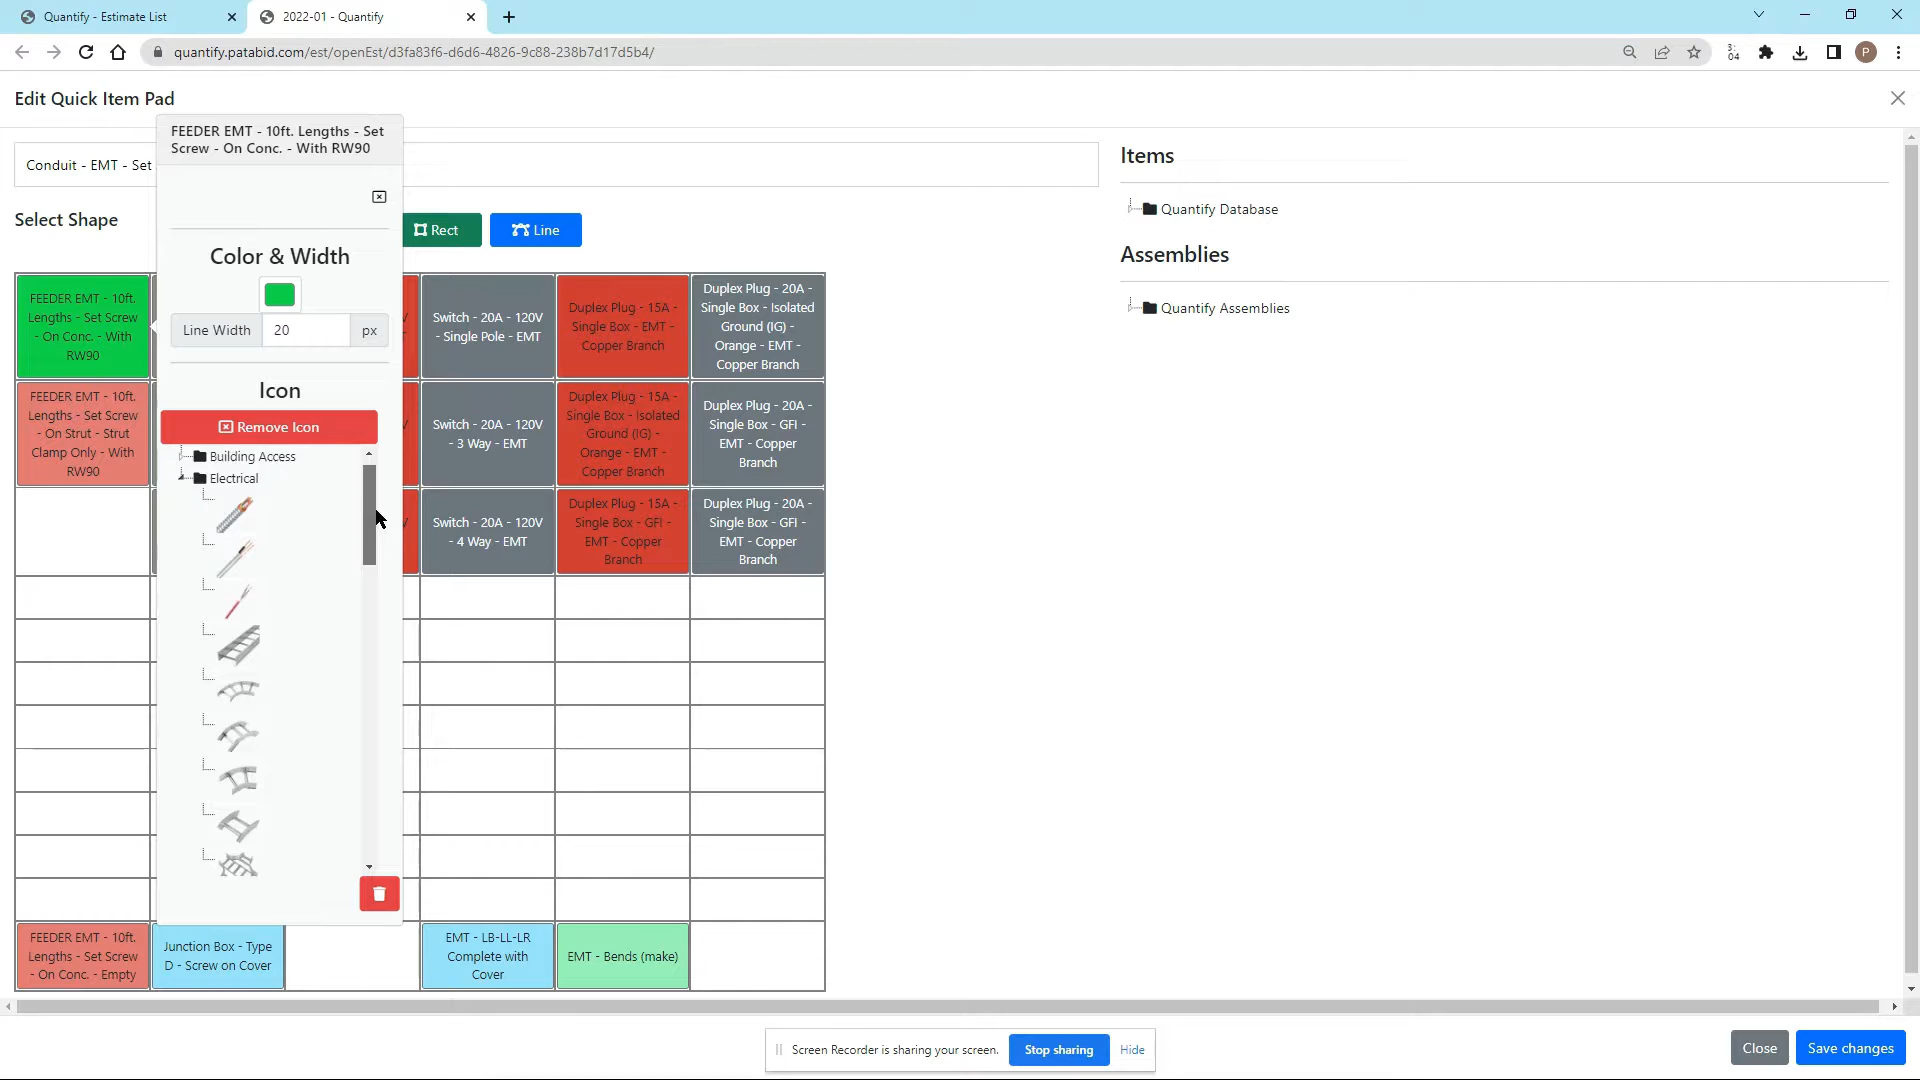 Quantify - Estimate List
2022-01 - Quantify
quantify.patabid.com/est/openEst/d3fa83f6-d6d6-4826-9c88-238b7d17d5b4/
3:
04
P
Edit Quick Item Pad
FEEDER EMT - 10ft. Lengths - Set
Screw - On Conc. - With RW90
Conduit - EMT - Set
Select Shape
Rect
Line
Color & Width
Line Width
20
px
Icon
Remove Icon
Building Access
Electrical
FEEDER EMT - 10ft.
Lengths - Set Screw
- On Conc. - With
RW90
Switch - 20A - 120V
- Single Pole - EMT
Duplex Plug - 15A -
Single Box - EMT -
Copper Branch
Duplex Plug - 20A -
Single Box - Isolated
Ground (IG) -
Orange - EMT -
Copper Branch
FEEDER EMT - 10ft.
Lengths - Set Screw
- On Strut - Strut
Clamp Only - With
RW90
Switch - 20A - 120V
- 3 Way - EMT
Duplex Plug - 15A -
Single Box - Isolated
Ground (IG) -
Orange - EMT -
Copper Branch
Duplex Plug - 20A -
Single Box - GFI -
EMT - Copper
Branch
Switch - 20A - 120V
- 4 Way - EMT
Duplex Plug - 15A -
Single Box - GFI -
EMT - Copper
Branch
Duplex Plug - 20A -
Single Box - GFI -
EMT - Copper
Branch
FEEDER EMT - 10ft.
Lengths - Set Screw
- On Conc. - Empty
Junction Box - Type
D - Screw on Cover
EMT - LB-LL-LR
Complete with
Cover
EMT - Bends (make)
Items
Quantify Database
Assemblies
Quantify Assemblies
Screen Recorder is sharing your screen.
Stop sharing
Hide
Close
Save changes